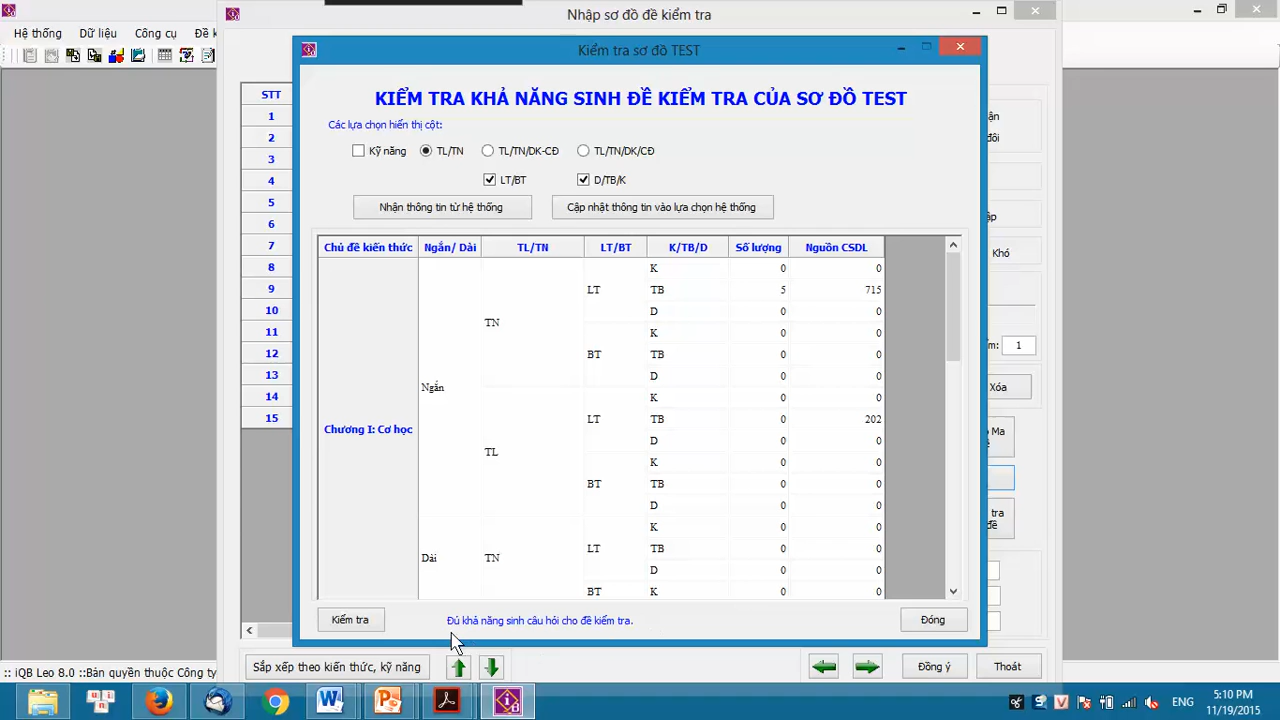 Nhập sơ đồ đề kiểm tra
Hệ thống Dữ liệu Công cụ Đề k
Kiểm tra sơ đồ TEST
KIỂM TRA KHẢ NĂNG SINH ĐỀ KIỂM TRA CỦA SƠ ĐỒ TEST
Các lựa chọn hiển thị cột:
Kỹ năng TL/TN TL/TN/DK-CĐ TL/TN/DK/CĐ
LT/BT D/TB/K
Nhận thông tin từ hệ thống Cập nhật thông tin vào lựa chọn hệ thống
STT
1
2
3
4
5
6
7
8
9
10
11
12
13
14
15
Chủ đề kiến thức Ngắn/ Dài TL/TN LT/BT K/TB/D Số lượng Nguồn CSDL
K 0 0
LT TB 5 715
D 0 0
TN
K 0 0
BT TB 0 0
D 0 0
Ngắn
K 0 0
LT TB 0 202
Chương I: Cơ học
D 0 0
TL
K 0 0
BT TB 0 0
D 0 0
K 0 0
LT TB 0 0
Dài TN
D 0 0
BT K 0 0
ận
đôi
ập
Khó
ểm: 1
Xóa
Ma
ề
tra
đề
Kiểm tra Đủ khả năng sinh câu hỏi cho đề kiểm tra. Đóng
Sắp xếp theo kiến thức, kỹ năng Đồng ý Thoát
:: iQB Leo 8.0 ::Bản quyền thuộc Công ty
ENG
5:10 PM
11/19/2015